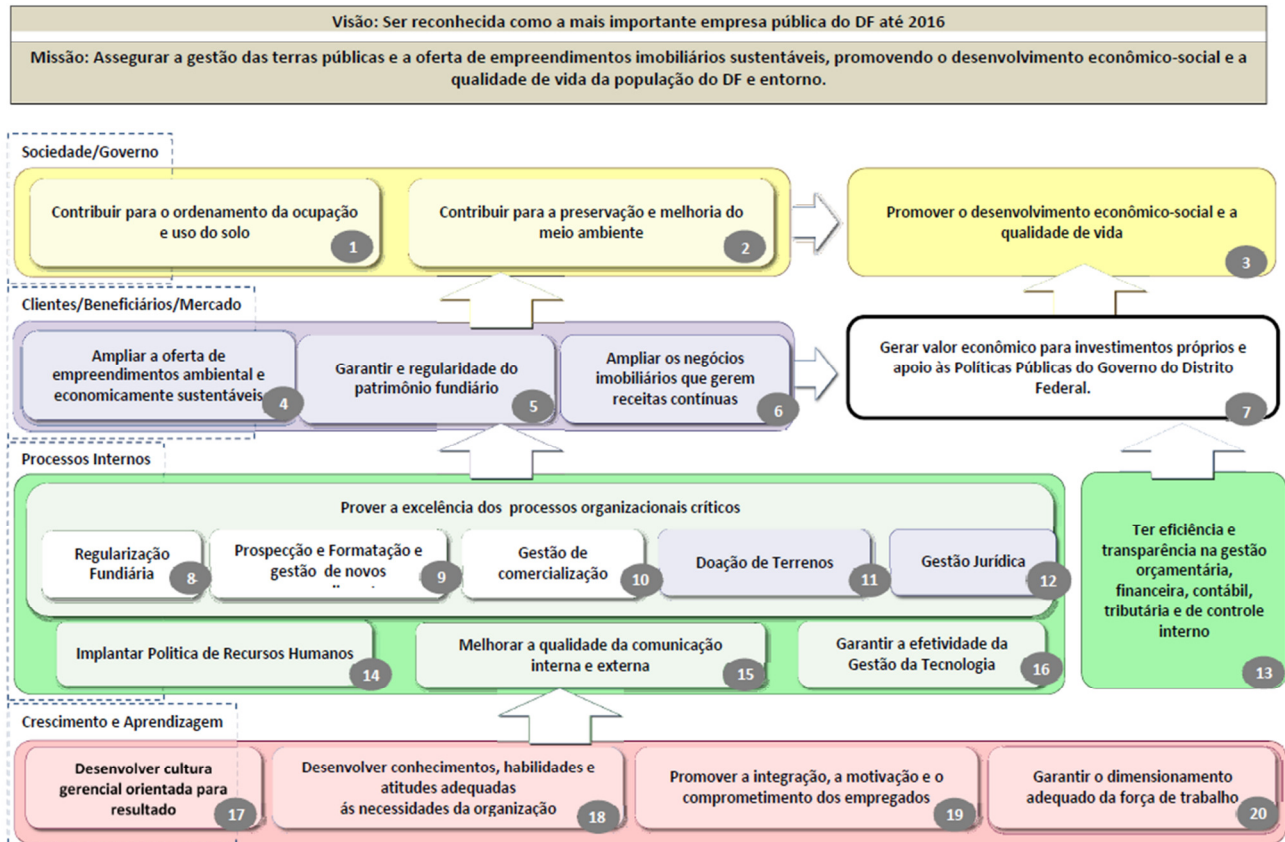 Visão: Ser reconhecida como a mais importante empresa pública do DF até 2016
Missão: Assegurar a gestão das terras públicas e a oferta de empreendimentos imobiliários sustentáveis, promovendo o desenvolvimento econômico-social e a
qualidade de vida da população do DF e entorno.
Sociedade/Governo
Contribuir para o ordenamento da ocupação
e uso do solo
1
Contribuir para a preservação e melhoria do
meio ambiente
2
Promover o desenvolvimento econômico-social e a
qualidade de vida
3
Clientes/Beneficiários/Mercado
Ampliar a oferta de
empreendimentos ambiental e
economicamente sustentáveis
4
Garantir e regularidade do
patrimônio fundiário
5
Ampliar os negócios
imobiliários que gerem
receitas contínuas
6
Gerar valor econômico para investimentos próprios e
apoio às Políticas Públicas do Governo do Distrito
Federal.
7
Processos Internos
Prover a excelência dos processos organizacionais críticos
Regularização
Fundiária
8
Prospecção e Formatação e
gestão de novos
9
Gestão de
comercialização
10
Doação de Terrenos
11
Gestão Jurídica
12
Ter eficiência e
transparência na gestão
orçamentária,
financeira, contábil,
tributária e de controle
interno
13
Implantar Politica de Recursos Humanos
14
Melhorar a qualidade da comunicação
interna e externa
15
Garantir a efetividade da
Gestão da Tecnologia
16
Crescimento e Aprendizagem
Desenvolver cultura
gerencial orientada para
resultado
17
Desenvolver conhecimentos, habilidades e
atitudes adequadas
ás necessidades da organização
18
Promover a integração, a motivação e o
comprometimento dos empregados
19
Garantir o dimensionamento
adequado da força de trabalho
20